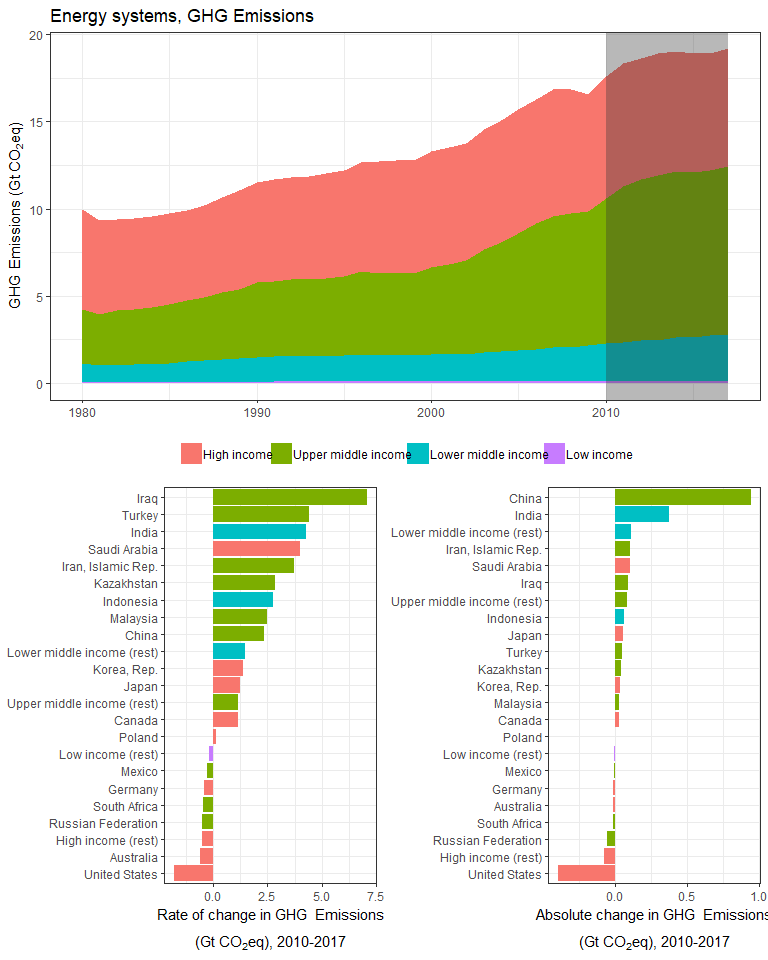 Energy systems, GHG Emissions
GHG Emissions (Gt CO2eq)
20
15
10
5
0
1980 1990 2000 2010
High income Upper middle income Lower middle income Low income
Iraq
Turkey
India
Saudi Arabia
Iran, Islamic Rep.
Kazakhstan
Indonesia
Malaysia
China
Lower middle income (rest)
Korea, Rep.
Japan
Upper middle income (rest)
Canada
Poland
Low income (rest)
Mexico
Germany
South Africa
Russian Federation
High income (rest)
Australia
United States
0.0 2.5 5.0 7.5
Rate of change in GHG Emissions
(Gt CO2eq), 2010-2017
China
India
Lower middle income (rest)
Iran, Islamic Rep.
Saudi Arabia
Iraq
Upper middle income (rest)
Indonesia
Japan
Turkey
Kazakhstan
Korea, Rep.
Malaysia
Canada
Poland
Low income (rest)
Mexico
Germany
Australia
South Africa
Russian Federation
High income (rest)
United States
0.0 0.5 1.0
Absolute change in GHG Emissions
(Gt CO2eq), 2010-2017